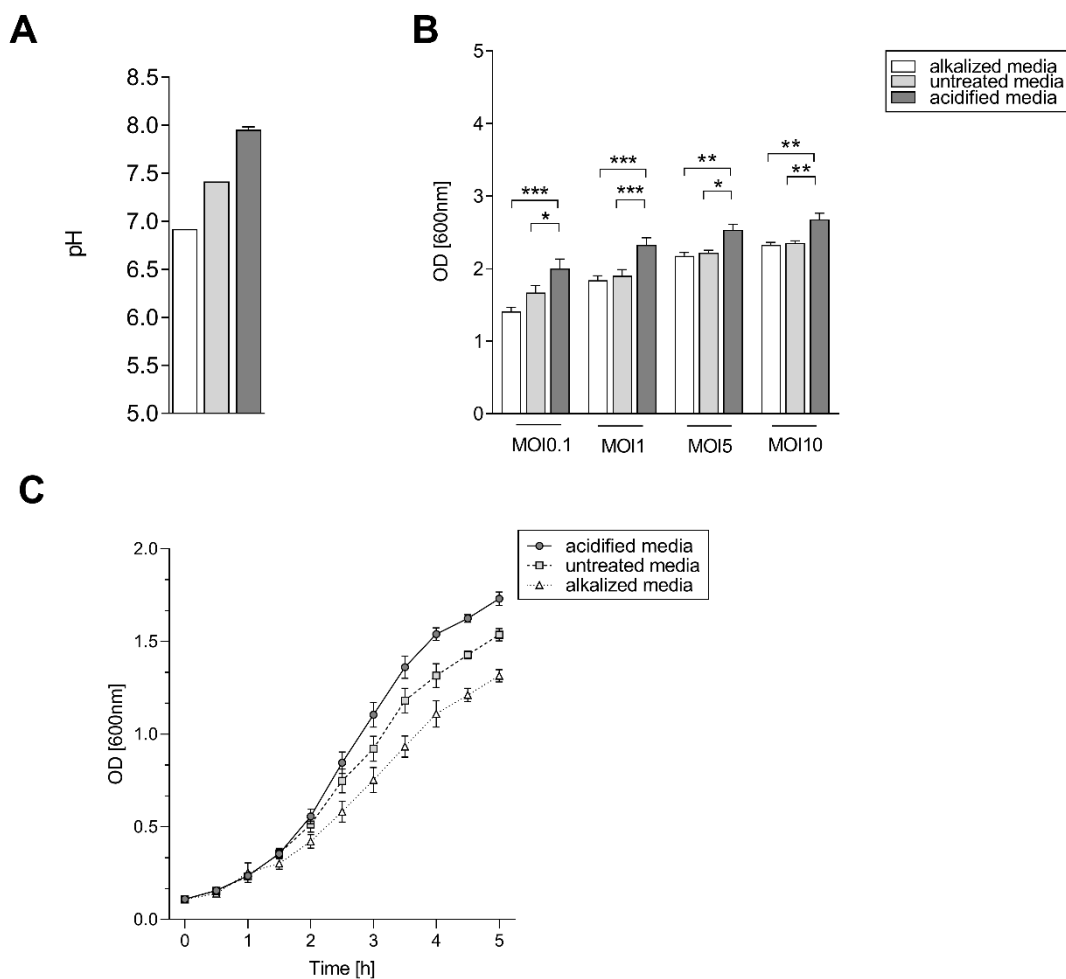 A
pH
8.5
8.0
7.5
7.0
6.5
6.0
5.5
5.0
B
OD [600nm]
5
4
3
2
1
0
***
*
***
***
**
*
**
**
MOI0.1
MOI1
MOI5
MOI10
alkalized media
untreated media
acidified media
C
OD [600nm]
2.0
1.5
1.0
0.5
0.0
0
1
2
3
4
5
Time [h]
acidified media
untreated media
alkalized media